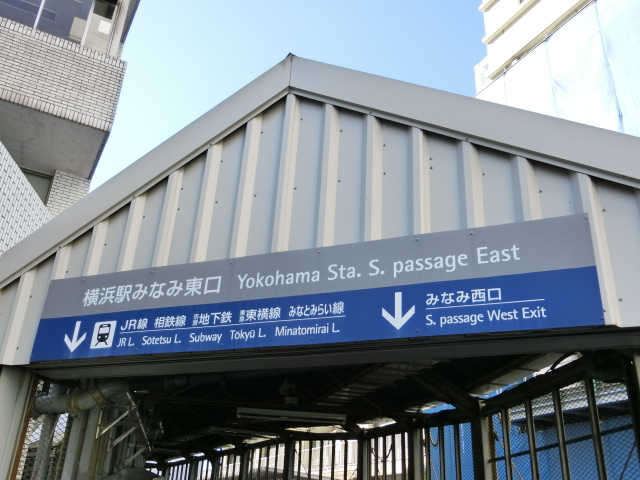 横浜駅みなみ東口 Yokohama Sta. S. passage East
JR線 相鉄線 地下鉄 東横線 みなとみらい線
JR L. Sōtetsu L. Subway Tōkyū L. Minatomirai L.
みなみ西口
S. passage West Exit